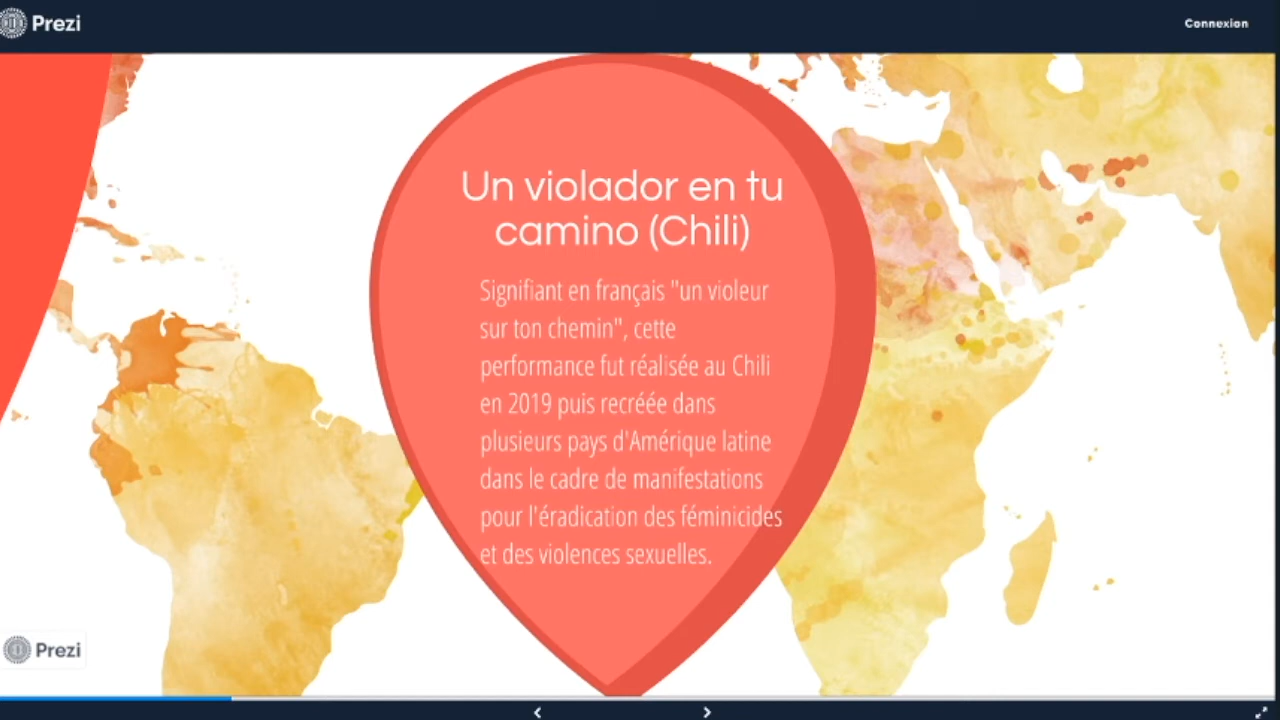 Prezi
Connexion
Un violador en tu
camino (Chili)
Signifiant en français "un violeur
sur ton chemin", cette
performance fut réalisée au Chili
en 2019 puis recréée dans
plusieurs pays d'Amérique latine
dans le cadre de manifestations
pour l'éradication des féminicides
et des violences sexuelles.
Prezi